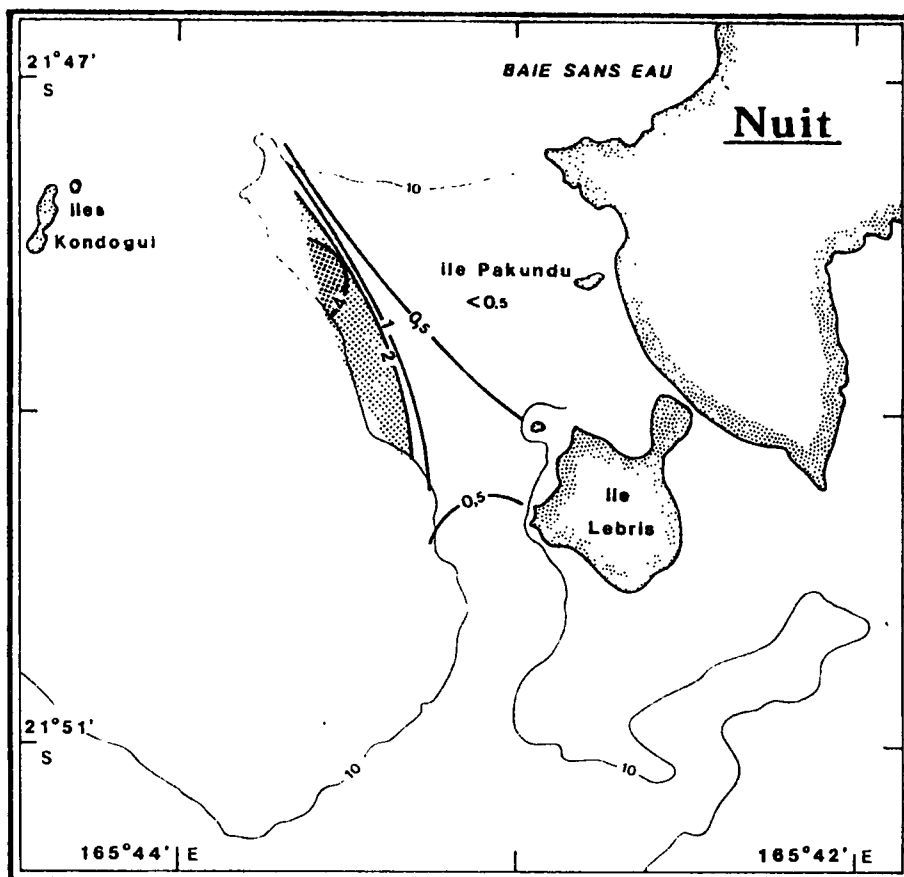 21°47'
S
BAIE SANS EAU
Nuit
10
Iles
Kondogui
Ile Pakundu
<0.5
0,5
1
2
4
Ile
Lebris
0,5
21°51'
S
10
10
165°44' E
165°42' E